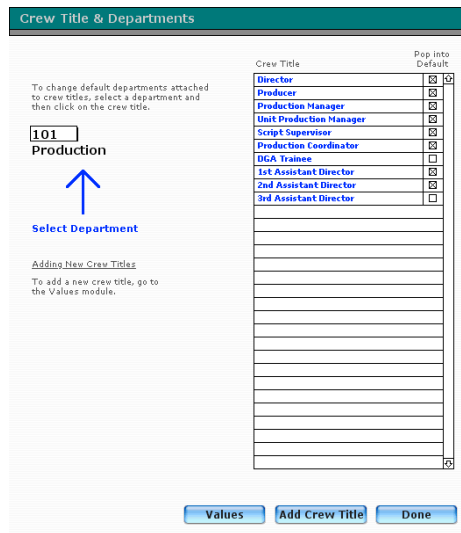 Crew Title & Departments
Crew Title
Pop into
Default
To change default departments attached
to crew titles, select a department and
then click on the crew title.
101
Production
Select Department
Adding New Crew Titles
To add a new crew title, go to
the Values module.
Director
Producer
Production Manager
Unit Production Manager
Script Supervisor
Production Coordinator
DGA Trainee
1st Assistant Director
2nd Assistant Director
3rd Assistant Director
Values
Add Crew Title
Done